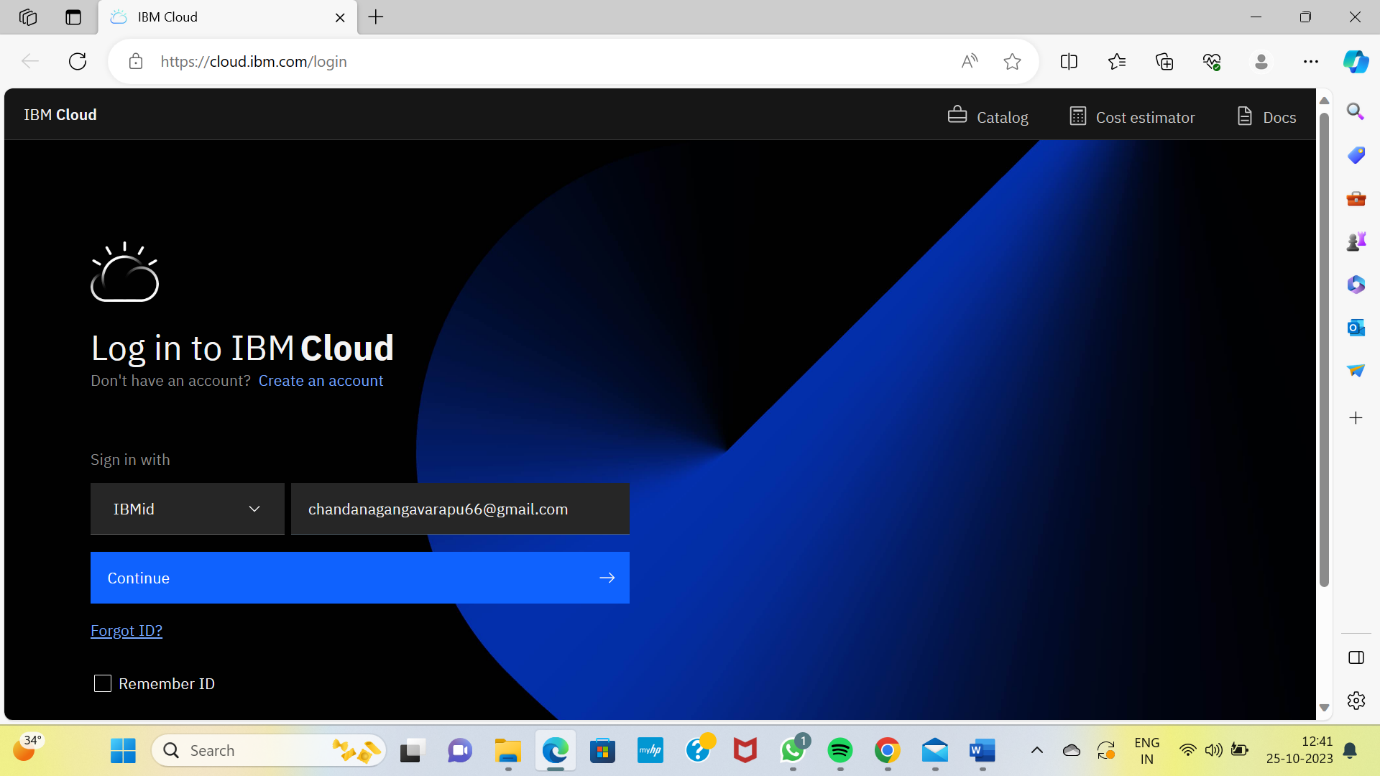 IBM Cloud
https://cloud.ibm.com/login
IBM Cloud
Catalog
Cost estimator
Docs
Log in to IBM Cloud
Don't have an account? Create an account
Sign in with
IBMid
chandanagangavarapu66@gmail.com
Continue
Forgot ID?
Remember ID
34°
Search
myhp
1
ENG
IN
12:41
25-10-2023